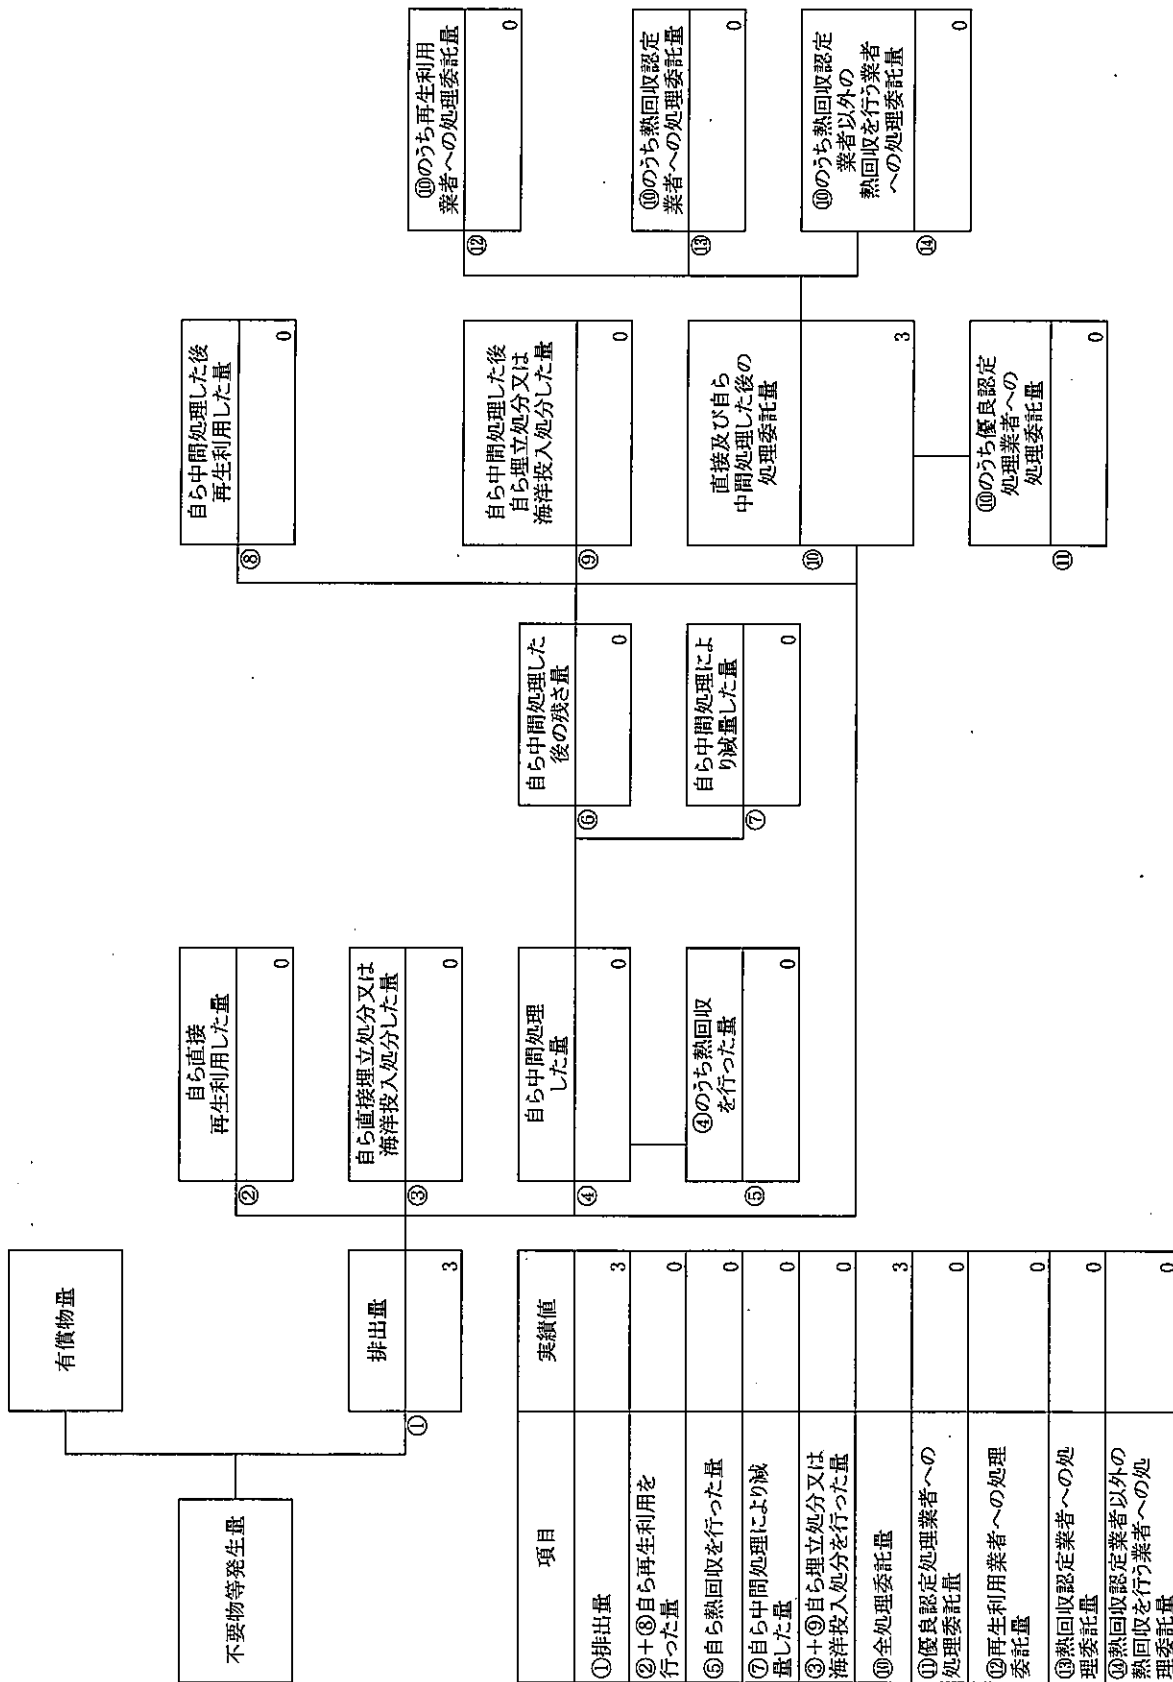 不要物等発生量
有償物量
排出量
①
3
自ら直接
再生利用した量
②
0
自ら直接埋立処分又は
海洋投入処分した量
③
0
自ら中間処理
した量
④
0
④のうち熱回収
を行った量
⑤
0
自ら中間処理した
後の残さ量
⑥
0
自ら中間処理によ
り減量した量
⑦
0
自ら中間処理した後
再生利用した量
⑧
0
自ら中間処理した後
自ら埋立処分又は
海洋投入処分した量
⑨
0
直接及び自ら
中間処理した後の
処理委託量
⑩
3
⑩のうち優良認定
処理業者への
処理委託量
⑪
0
⑩のうち再生利用
業者への処理委託量
⑫
0
⑩のうち熱回収認定
業者への処理委託量
⑬
0
⑩のうち熱回収認定
業者以外の
熱回収を行う業者
への処理委託量
⑭
0
項目 実績値
①排出量 3
②+⑧自ら再生利用を
行った量 0
⑤自ら熱回収を行った量 0
⑦自ら中間処理により減
量した量 0
③+⑨自ら埋立処分又は
海洋投入処分を行った量 0
⑩全処理委託量 3
⑪優良認定処理業者への
処理委託量 0
⑫再生利用業者への処理
委託量 0
⑬熱回収認定業者への処
理委託量 0
⑭熱回収認定業者以外の
熱回収を行う業者への処
理委託量 0